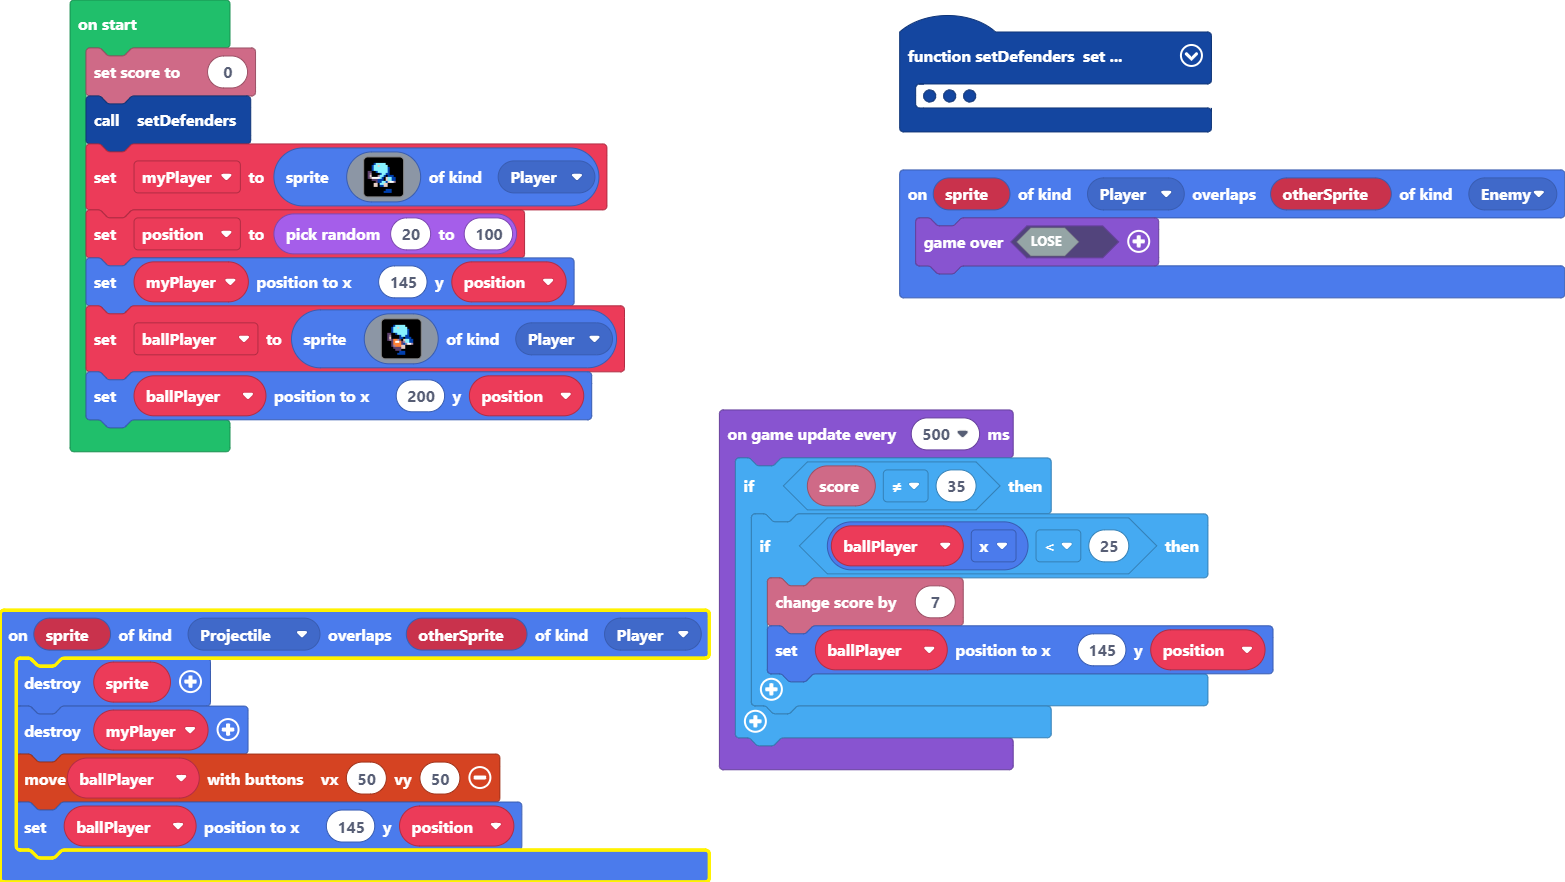 on start
set score to 0
call setDefenders
set myPlayer to sprite of kind Player
set position to pick random 20 to 100
set myPlayer position to x 145 y position
set ballPlayer to sprite of kind Player
set ballPlayer position to x 200 y position
function setDefenders set ...
on sprite of kind Player overlaps otherSprite of kind Enemy
game over LOSE
on game update every 500 ms
if score ≠ 35 then
if ballPlayer x < 25 then
change score by 7
set ballPlayer position to x 145 y position
on sprite of kind Projectile overlaps otherSprite of kind Player
destroy sprite
destroy myPlayer
move ballPlayer with buttons vx 50 vy 50
set ballPlayer position to x 145 y position